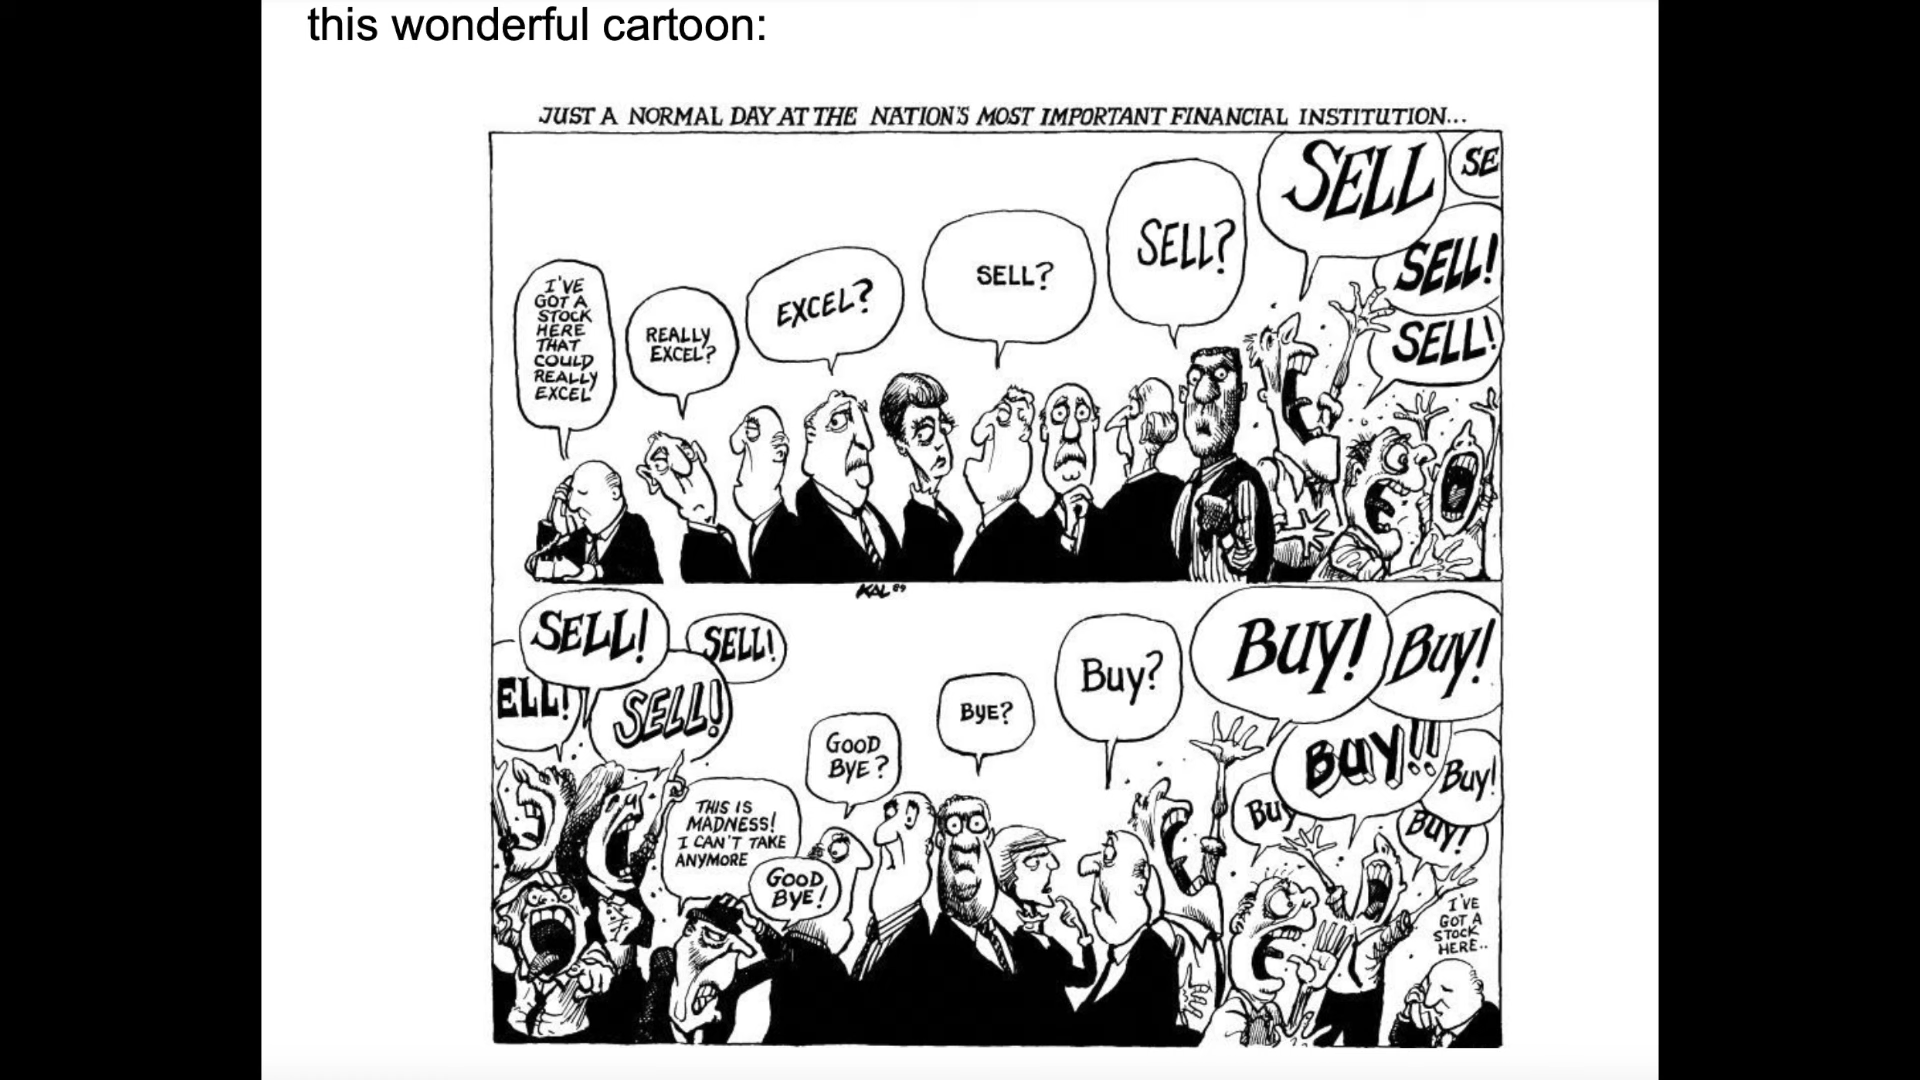 this wonderful cartoon:
JUST A NORMAL DAY AT THE NATION'S MOST IMPORTANT FINANCIAL INSTITUTION...
I'VE
GOT A
STOCK
HERE
THAT
COULD
REALLY
EXCEL
REALLY
EXCEL?
EXCEL?
SELL?
SELL?
SELL
SE
SELL!
SELL!
KAL 89
SELL!
SELL!
ELL!
SELL!
THIS IS
MADNESS!
I CAN'T TAKE
ANYMORE
GOOD
BYE!
GOOD
BYE?
BYE?
BUY?
BUY!
BUY!
BUY!!
BUY!
BUY
BUY!
I'VE
GOT A
STOCK
HERE..